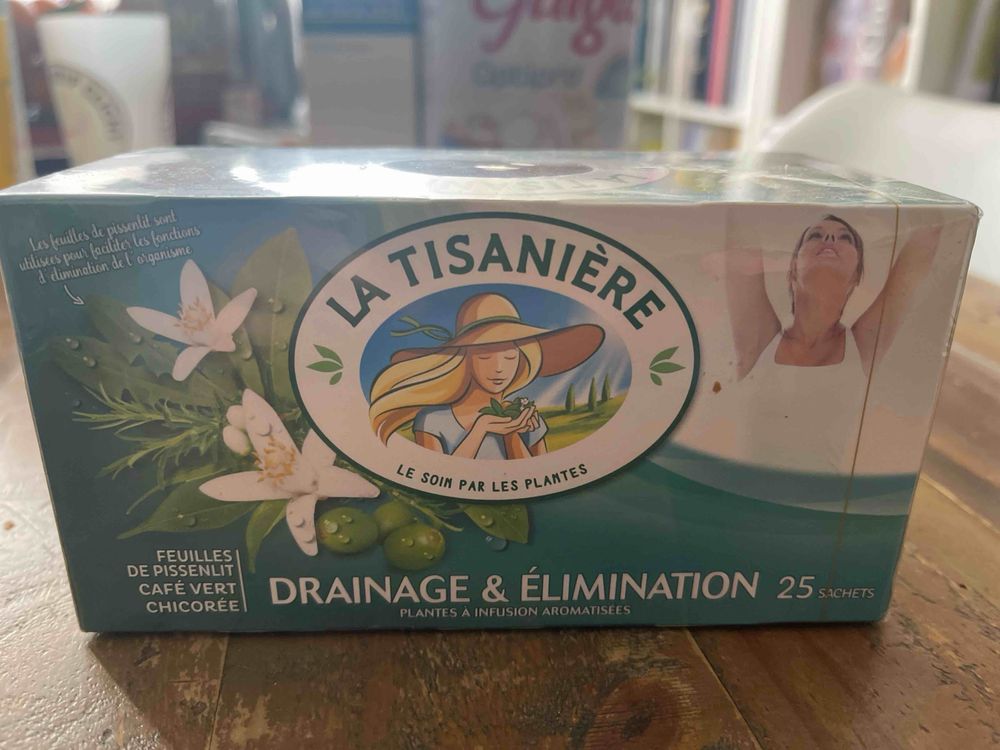 Les feuilles de pissenlit sont
utilisées pour faciliter les fonctions
d'élimination de l'organisme
LA TISANIÈRE
LE SOIN PAR LES PLANTES
FEUILLES
DE PISSENLIT
CAFÉ VERT
CHICORÉE
DRAINAGE & ÉLIMINATION
25 SACHETS
PLANTES À INFUSION AROMATISÉES